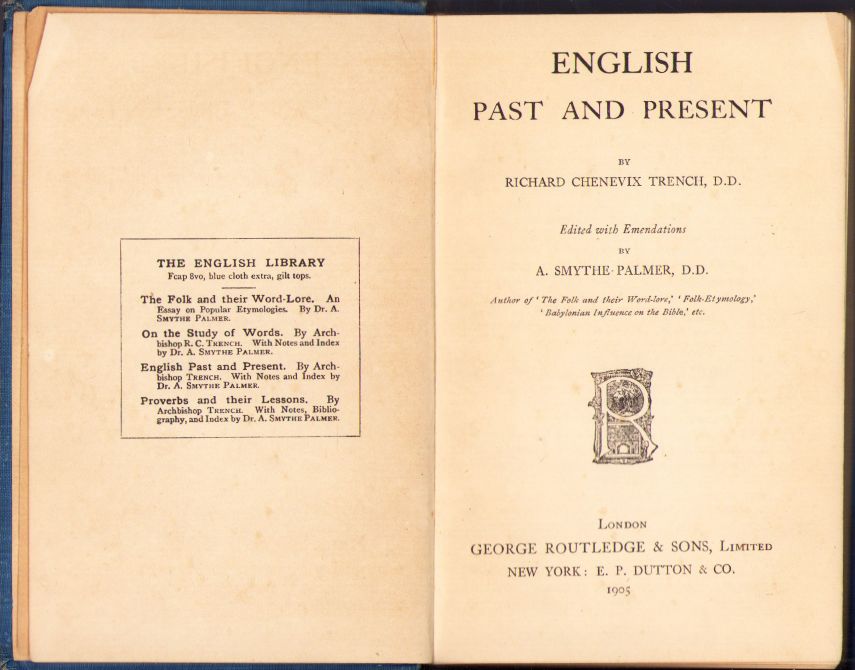 THE ENGLISH LIBRARY
Fcap 8vo, blue cloth extra, gilt tops.
The Folk and their Word-Lore. An
Essay on Popular Etymologies. By Dr. A.
Smythe Palmer.
On the Study of Words. By Arch-
bishop R. C. Trench. With Notes and Index
by Dr. A. Smythe Palmer.
English Past and Present. By Arch-
bishop Trench. With Notes and Index by
Dr. A. Smythe Palmer.
Proverbs and their Lessons. By
Archbishop Trench. With Notes, Biblio-
graphy, and Index by Dr. A. Smythe Palmer.
ENGLISH
PAST AND PRESENT
BY
RICHARD CHENEVIX TRENCH, D.D.
Edited with Emendations
BY
A. SMYTHE PALMER, D.D.
Author of ‘The Folk and their Word-lore,’ ‘Folk-Etymology,’
‘Babylonian Influence on the Bible,’ etc.
R
London
GEORGE ROUTLEDGE & SONS, Limited
NEW YORK: E. P. DUTTON & CO.
1905